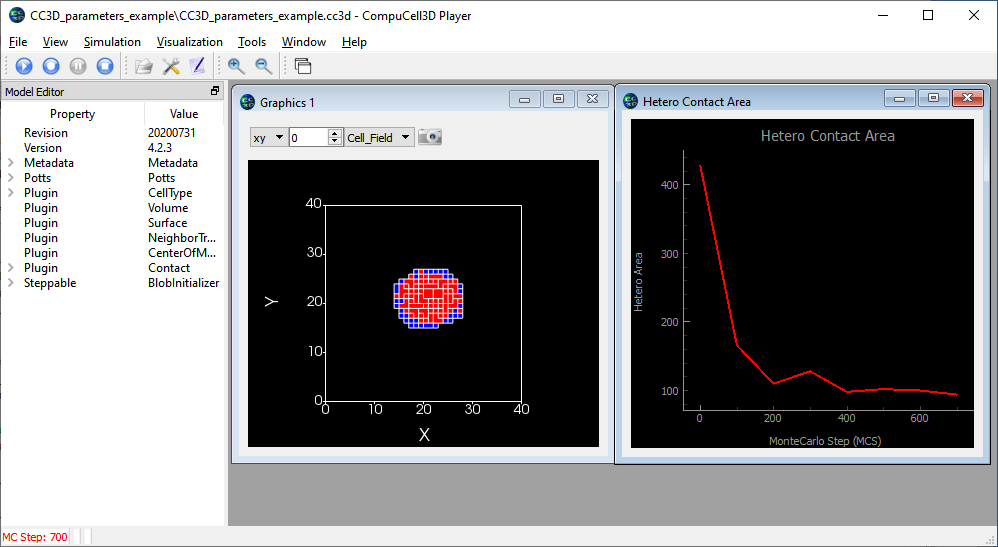 CC3D_parameters_example\CC3D_parameters_example.cc3d - CompuCell3D Player
File View Simulation Visualization Tools Window Help
Model Editor
Property Value
Revision 20200731
Version 4.2.3
Metadata Metadata
Potts Potts
Plugin CellType
Plugin Volume
Plugin Surface
Plugin NeighborTr...
Plugin CenterOfM...
Plugin Contact
Steppable BlobInitializer
Graphics 1
xy 0 Cell_Field
40
30
Y
20
10
0
0 10 20 30 40
X
Hetero Contact Area
Hetero Contact Area
400
300
Hetero Area
200
100
0 200 400 600
MonteCarlo Step (MCS)
MC Step: 700